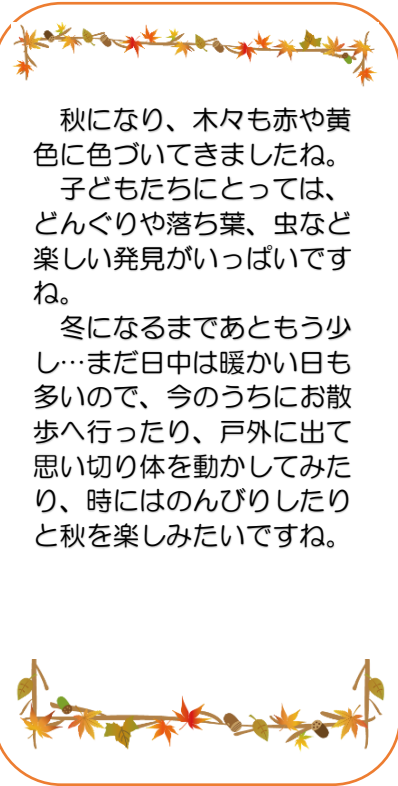 秋になり、木々も赤や黄
色に色づいてきましたね。
　子どもたちにとっては、
どんぐりや落ち葉、虫など
楽しい発見がいっぱいです
ね。
　冬になるまであともう少
し…まだ日中は暖かい日も
多いので、今のうちにお散
歩へ行ったり、戸外に出て
思い切り体を動かしてみた
り、時にはのんびりしたり
と秋を楽しみたいですね。